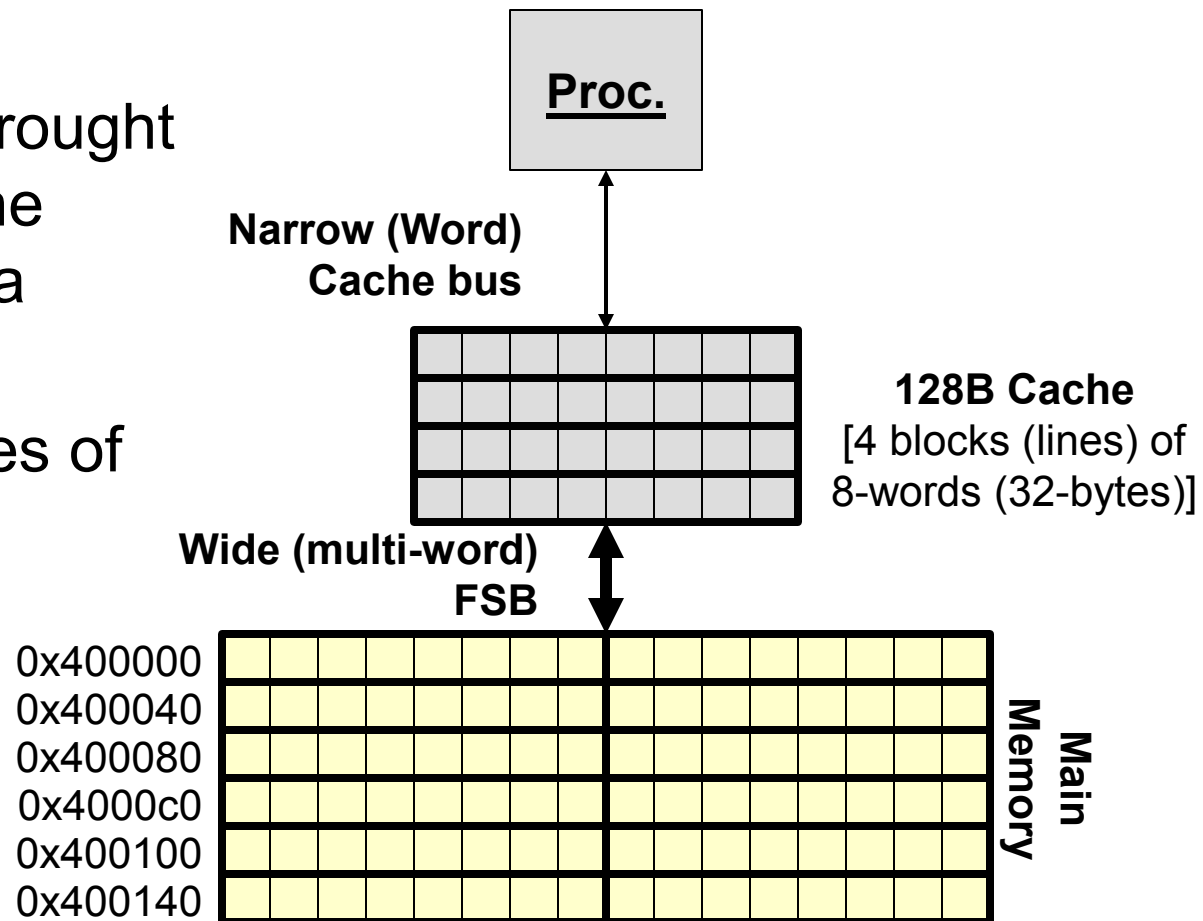 Proc.
rought
ne
a
es of
Narrow (Word)
Cache bus
128B Cache
[4 blocks (lines) of
8-words (32-bytes)]
Wide (multi-word)
FSB
0x400000
0x400040
0x400080
0x4000c0
0x400100
0x400140
Main
Memory